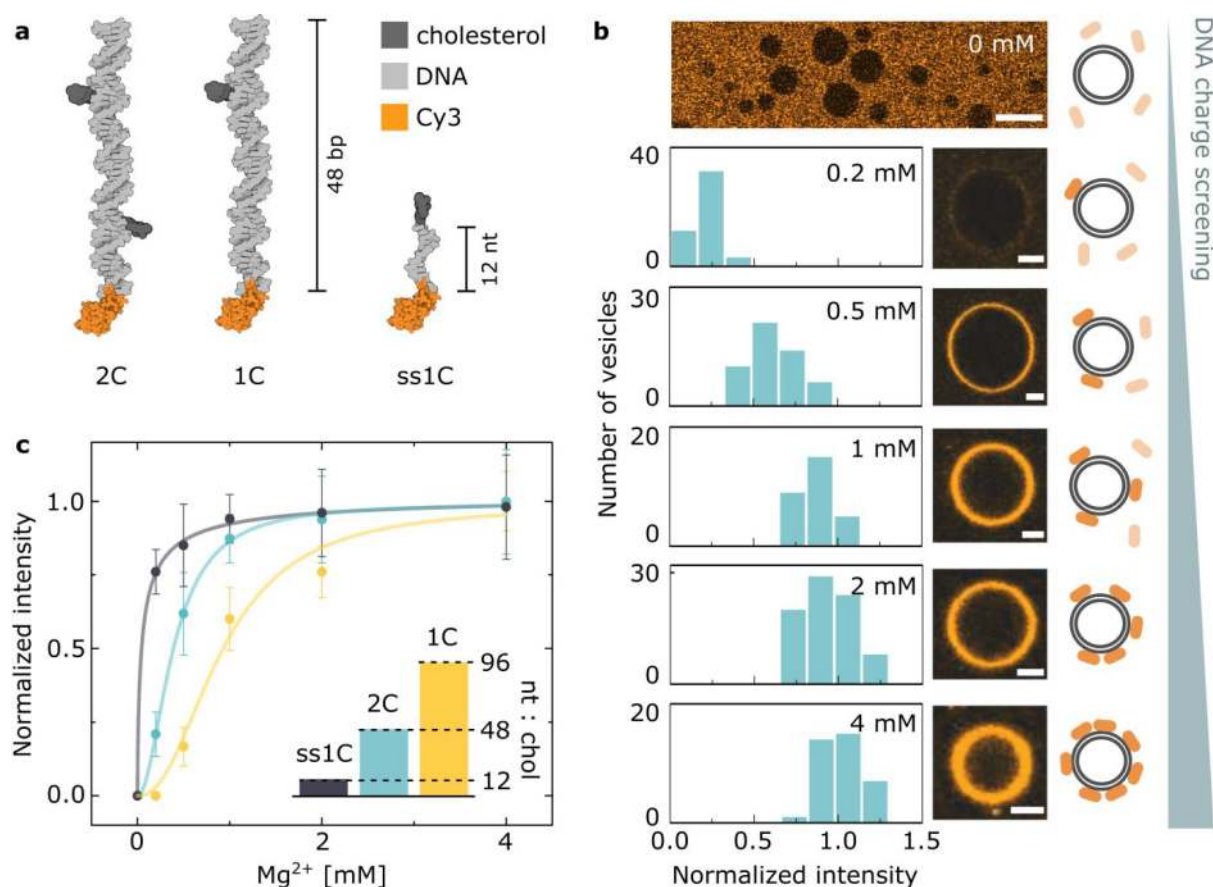 a
cholesterol
DNA
Cy3
48 bp
12 nt
2C
1C
ss1C
b
0 mM
DNA charge screening
Number of vesicles
40
0
0.2 mM
30
0
0.5 mM
20
0
1 mM
30
0
2 mM
20
0
4 mM
0.0 0.5 1.0 1.5
Normalized intensity
c
Normalized intensity
1.0
0.5
0.0
0 2 4
Mg2+ [mM]
ss1C
2C
1C
96
48
12
nt : chol